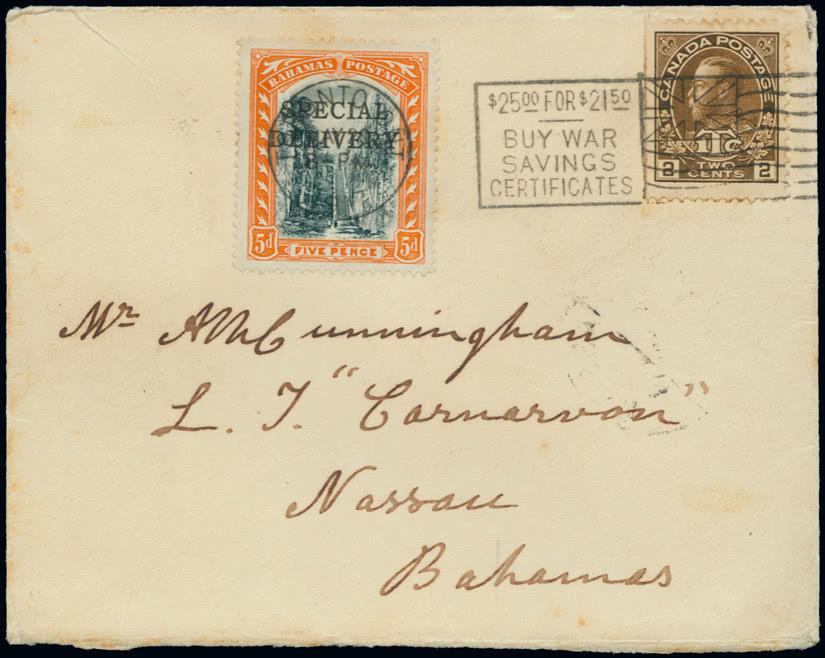 BAHAMAS POSTAGE
SPECIAL
DELIVERY
5d FIVE PENCE 5d
$25.00 FOR $21.50
BUY WAR
SAVINGS
CERTIFICATES
CANADA POSTAGE
1Tc
2 TWO CENTS 2
Mr A M Cunningham
L. T. "Carnarvon"
Nassau
Bahamas